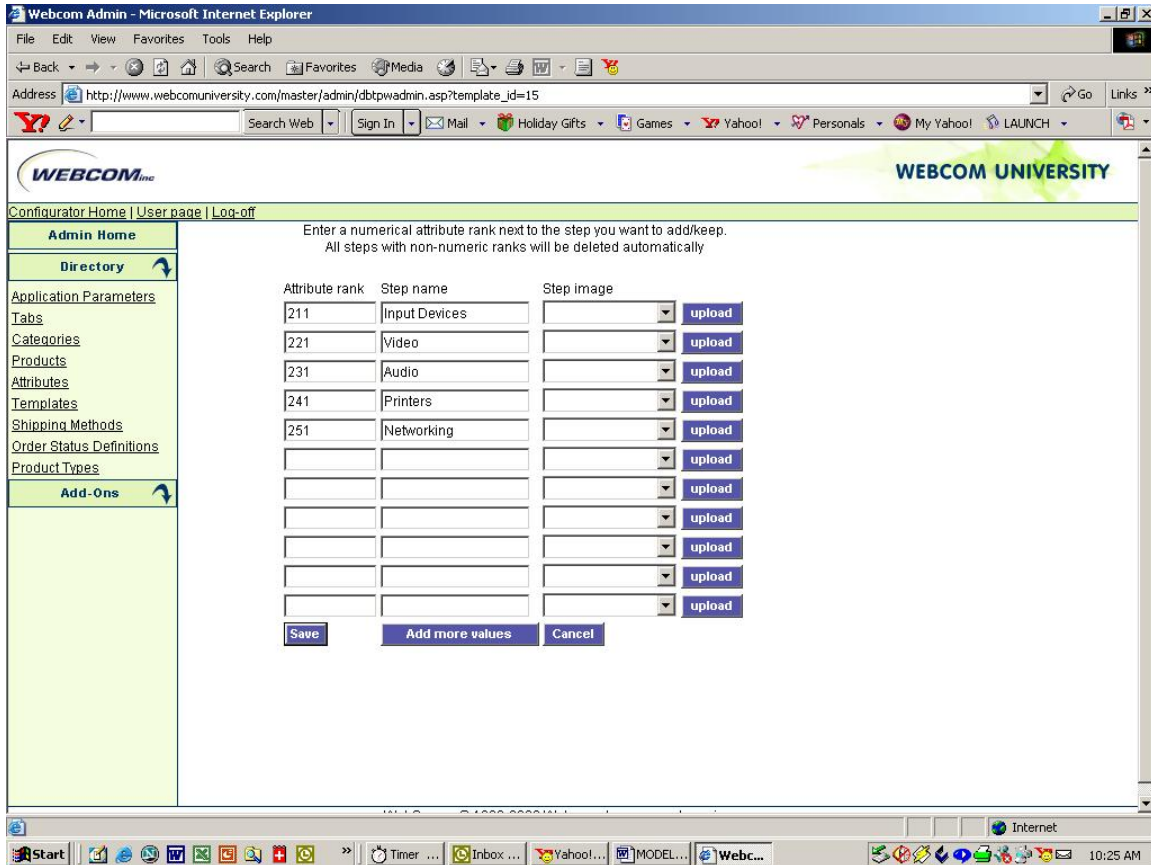 Webcom Admin - Microsoft Internet Explorer
File Edit View Favorites Tools Help
Back Search Favorites Media
Address http://www.webcomuniversity.com/master/admin/dbtpwadmin.asp?template_id=15 Go Links »
Y! Search Web Sign In Mail Holiday Gifts Games Yahoo! Personals My Yahoo! LAUNCH
WEBCOM inc WEBCOM UNIVERSITY
Configurator Home | User page | Log-off
Admin Home
Directory
Application Parameters
Tabs
Categories
Products
Attributes
Templates
Shipping Methods
Order Status Definitions
Product Types
Add-Ons
Enter a numerical attribute rank next to the step you want to add/keep.
All steps with non-numeric ranks will be deleted automatically
Attribute rank Step name Step image
211 Input Devices upload
221 Video upload
231 Audio upload
241 Printers upload
251 Networking upload
upload
upload
upload
upload
upload
upload
Save Add more values Cancel
Internet
Start » Timer ... Inbox ... Yahoo!... MODEL... Webc... 10:25 AM